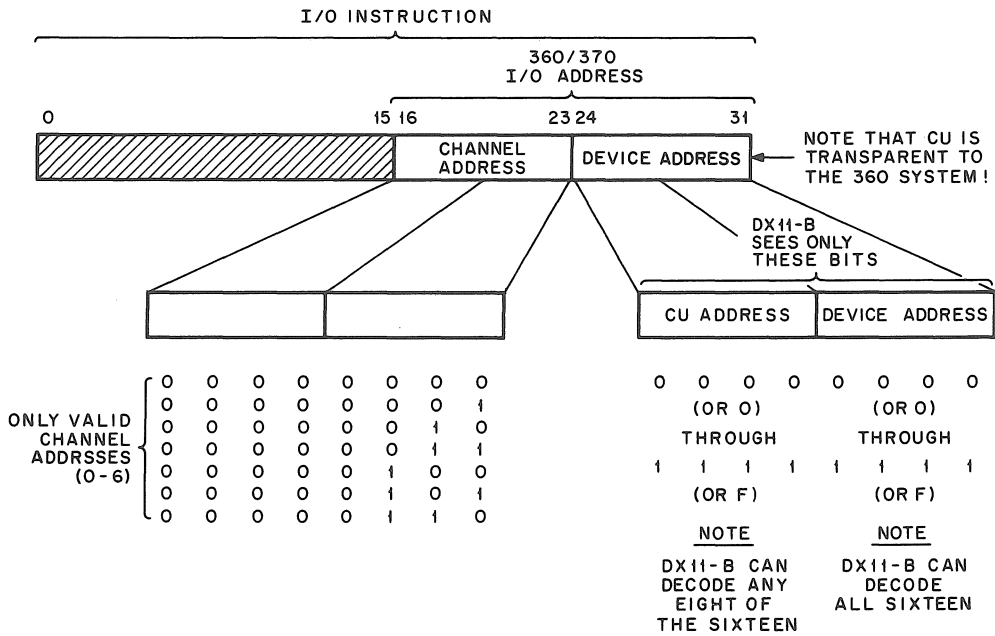 I/O INSTRUCTION
360/370
I/O ADDRESS
0 15 16 23 24 31
CHANNEL
ADDRESS
DEVICE ADDRESS
NOTE THAT CU IS
TRANSPARENT TO
THE 360 SYSTEM!
DX11-B
SEES ONLY
THESE BITS
CU ADDRESS
DEVICE ADDRESS
ONLY VALID
CHANNEL
ADDRSSES
(0-6)
0 0 0 0 0 0 0 0
0 0 0 0 0 0 0 1
0 0 0 0 0 0 1 0
0 0 0 0 0 0 1 1
0 0 0 0 0 1 0 0
0 0 0 0 0 1 0 1
0 0 0 0 0 1 1 0
0 0 0 0 0 0 0 0
(OR 0) (OR 0)
THROUGH THROUGH
1 1 1 1 1 1 1 1
(OR F) (OR F)
NOTE
DX11-B CAN
DECODE ANY
EIGHT OF
THE SIXTEEN
NOTE
DX11-B CAN
DECODE
ALL SIXTEEN